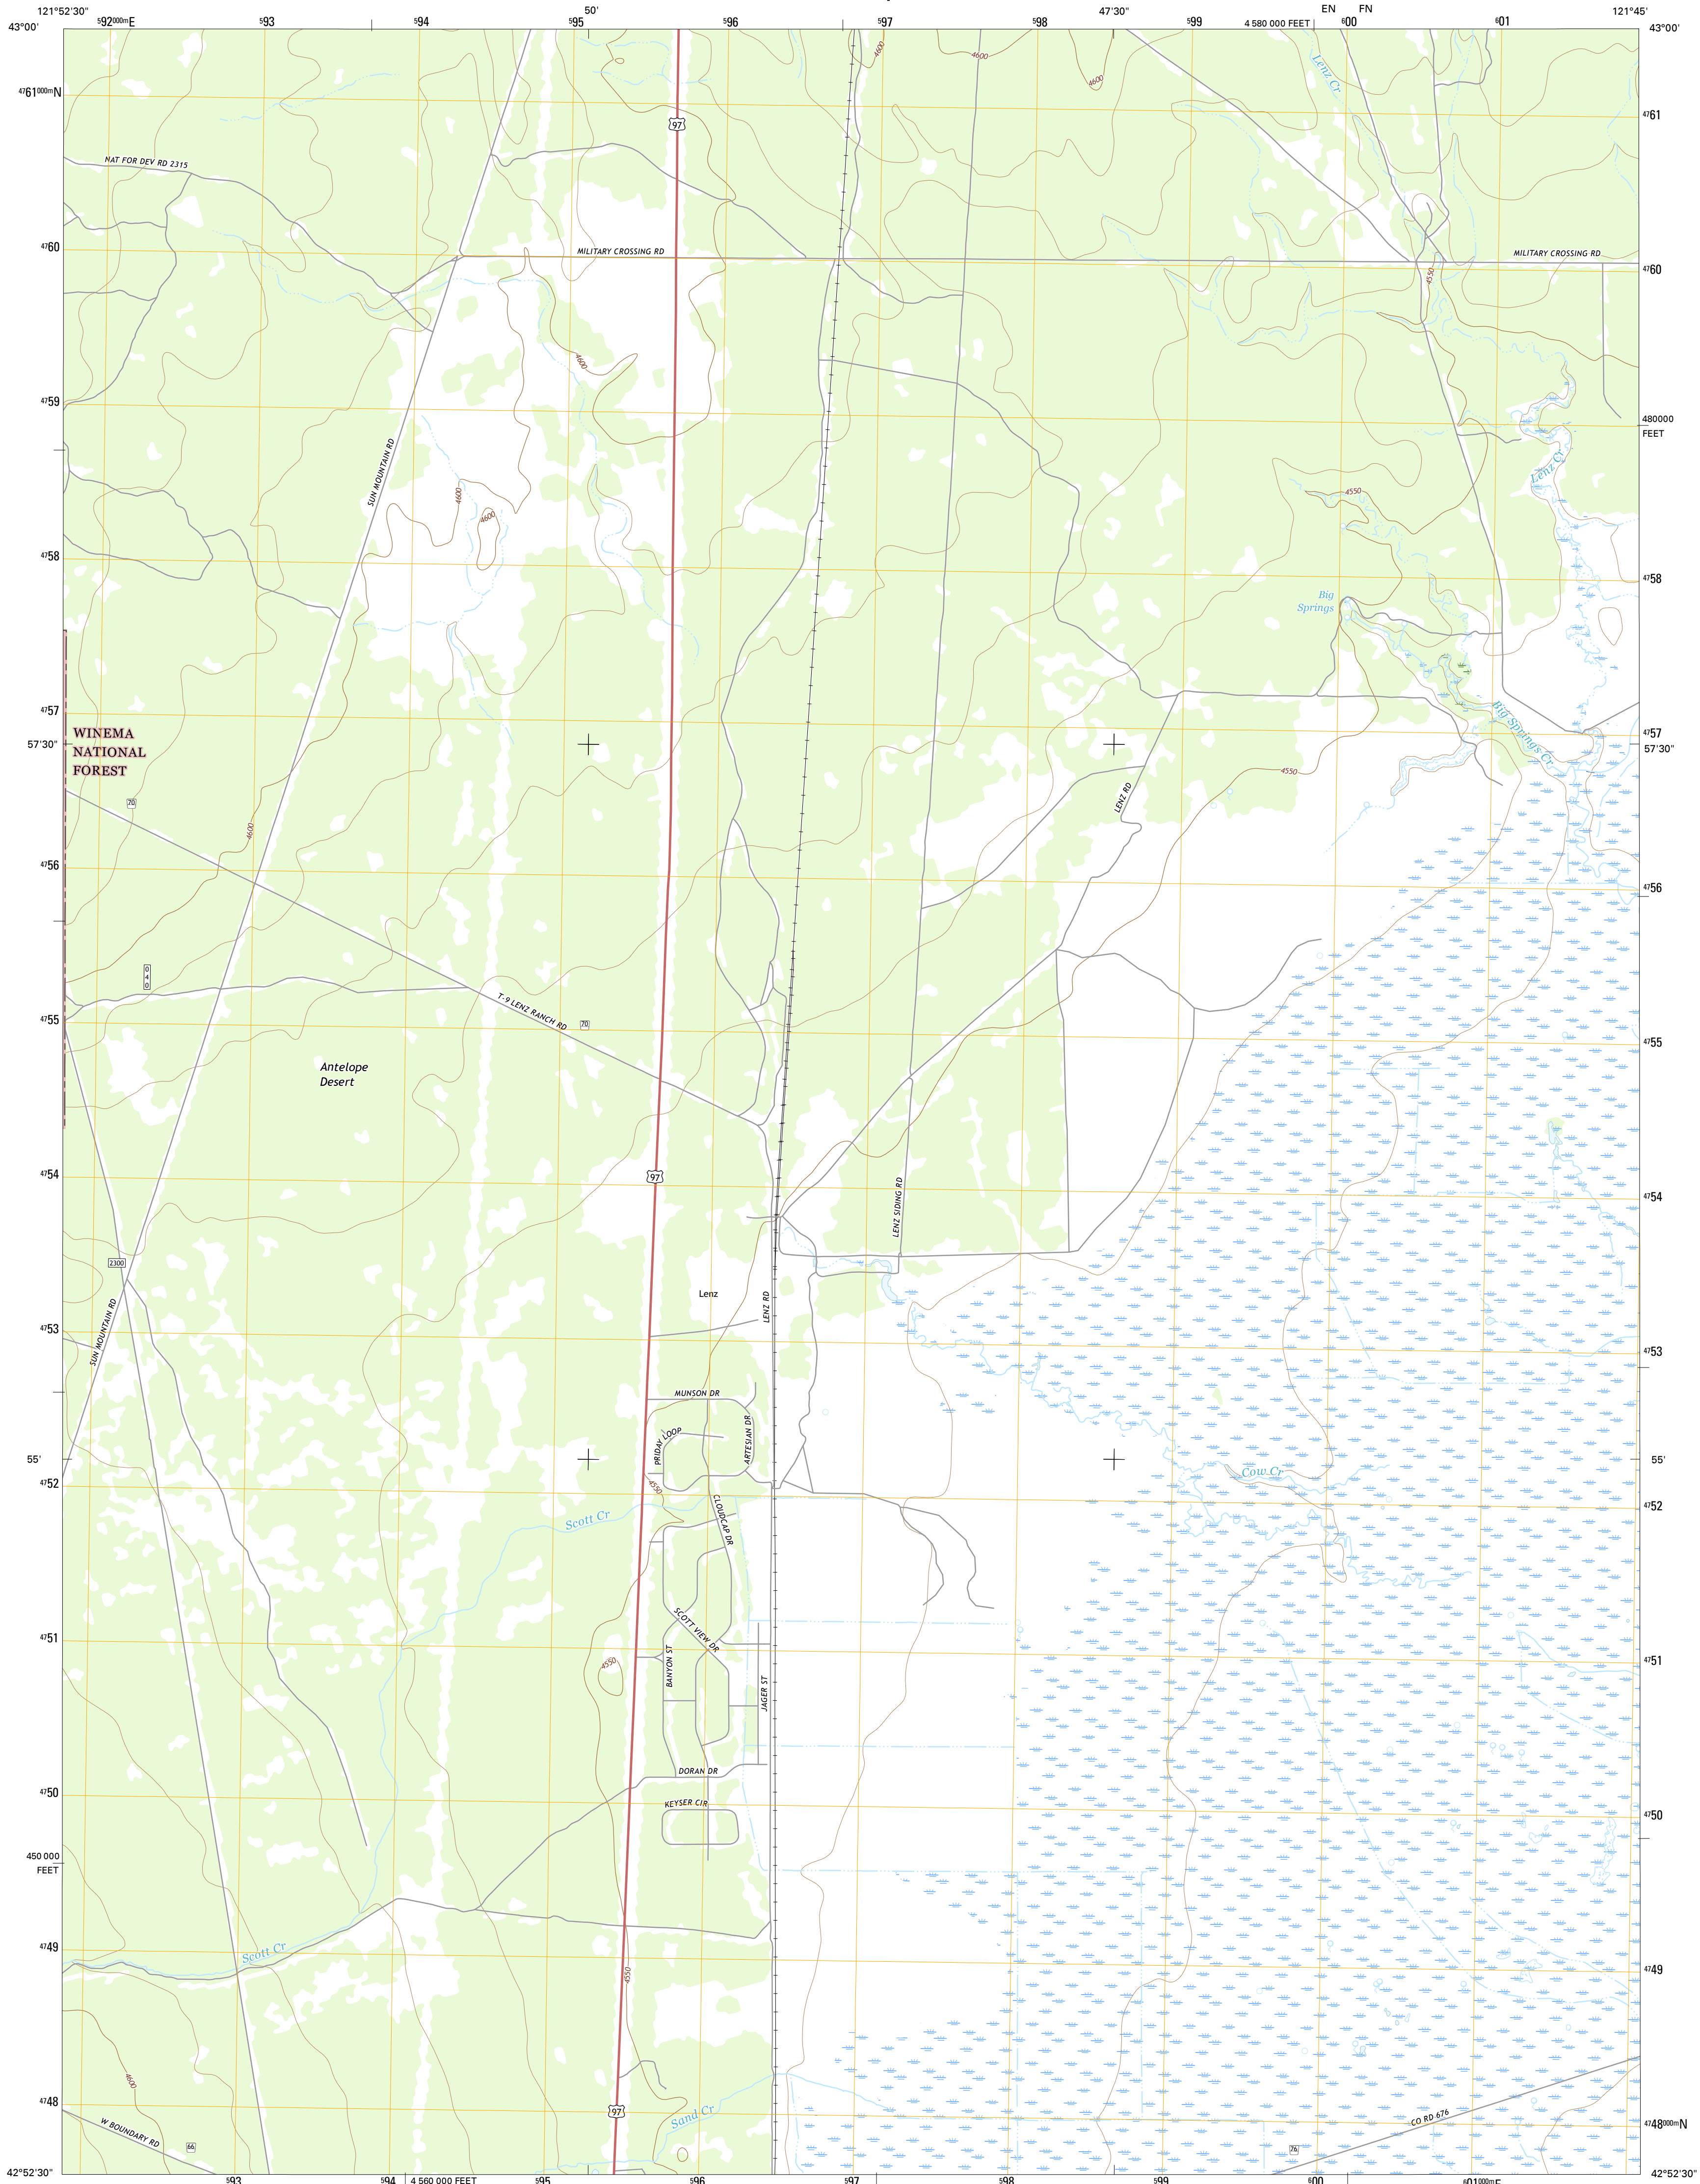 121°52'30"
592000mE
593
594
50'
595
596
597
598
47'30"
599
4 580 000 FEET
EN FN
600
601
121°45'
43°00'
43°00'
Lenz Cr
4600
4600
4600
4761000mN
4761
97
NAT FOR DEV RD 2315
4760
MILITARY CROSSING RD
MILITARY CROSSING RD
4760
4550
4600
4759
480000
FEET
SUN MOUNTAIN RD
Lenz Cr
4600
4550
4600
4758
4758
Big
Springs
4757
WINEMA
NATIONAL
FOREST
Big Springs Cr
4757
57'30"
57'30"
4550
70
LENZ RD
4600
4756
4756
040
T-9 LENZ RANCH RD
70
4755
4755
Antelope
Desert
4754
97
4754
LENZ SIDING RD
2300
Lenz
LENZ RD
SUN MOUNTAIN RD
4753
4753
MUNSON DR
PRIDAY LOOP
ARTESIAN DR
55'
55'
Cow Cr
4752
4550
4752
CLOUDCAP DR
Scott Cr
4751
SCOTT VIEW DR
4751
BANYON ST
4550
JAGER ST
DORAN DR
4750
KEYSER CIR
4750
450 000
FEET
4749
Scott Cr
4749
4550
4600
4748
97
Sand Cr
CO RD 676
4748000mN
W BOUNDARY RD
66
76
42°52'30"
593
594
4 560 000 FEET
595
596
597
598
599
600
601000mE
42°52'30"